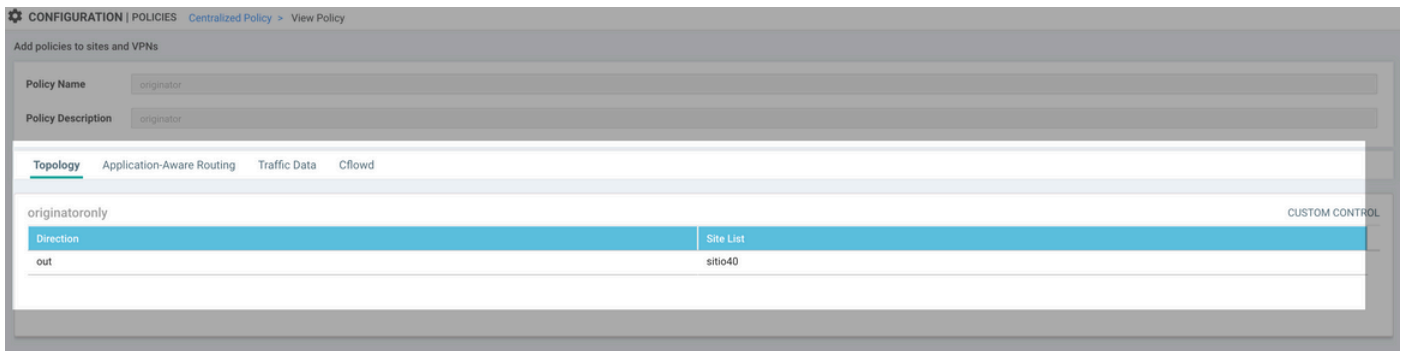 CONFIGURATION | POLICIES Centralized Policy > View Policy
Add policies to sites and VPNs
Policy Name originator
Policy Description originator
Topology Application-Aware Routing Traffic Data Cflowd
originatoronly CUSTOM CONTROL
Direction Site List
out sitio40